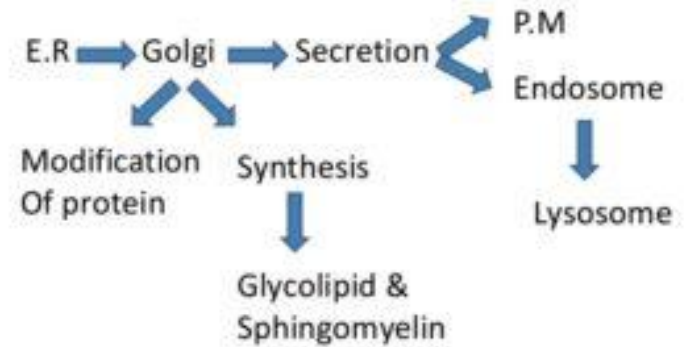 P.M
E.R Golgi Secretion
Endosome
Modification
Of protein
Synthesis
Lysosome
Glycolipid &
Sphingomyelin